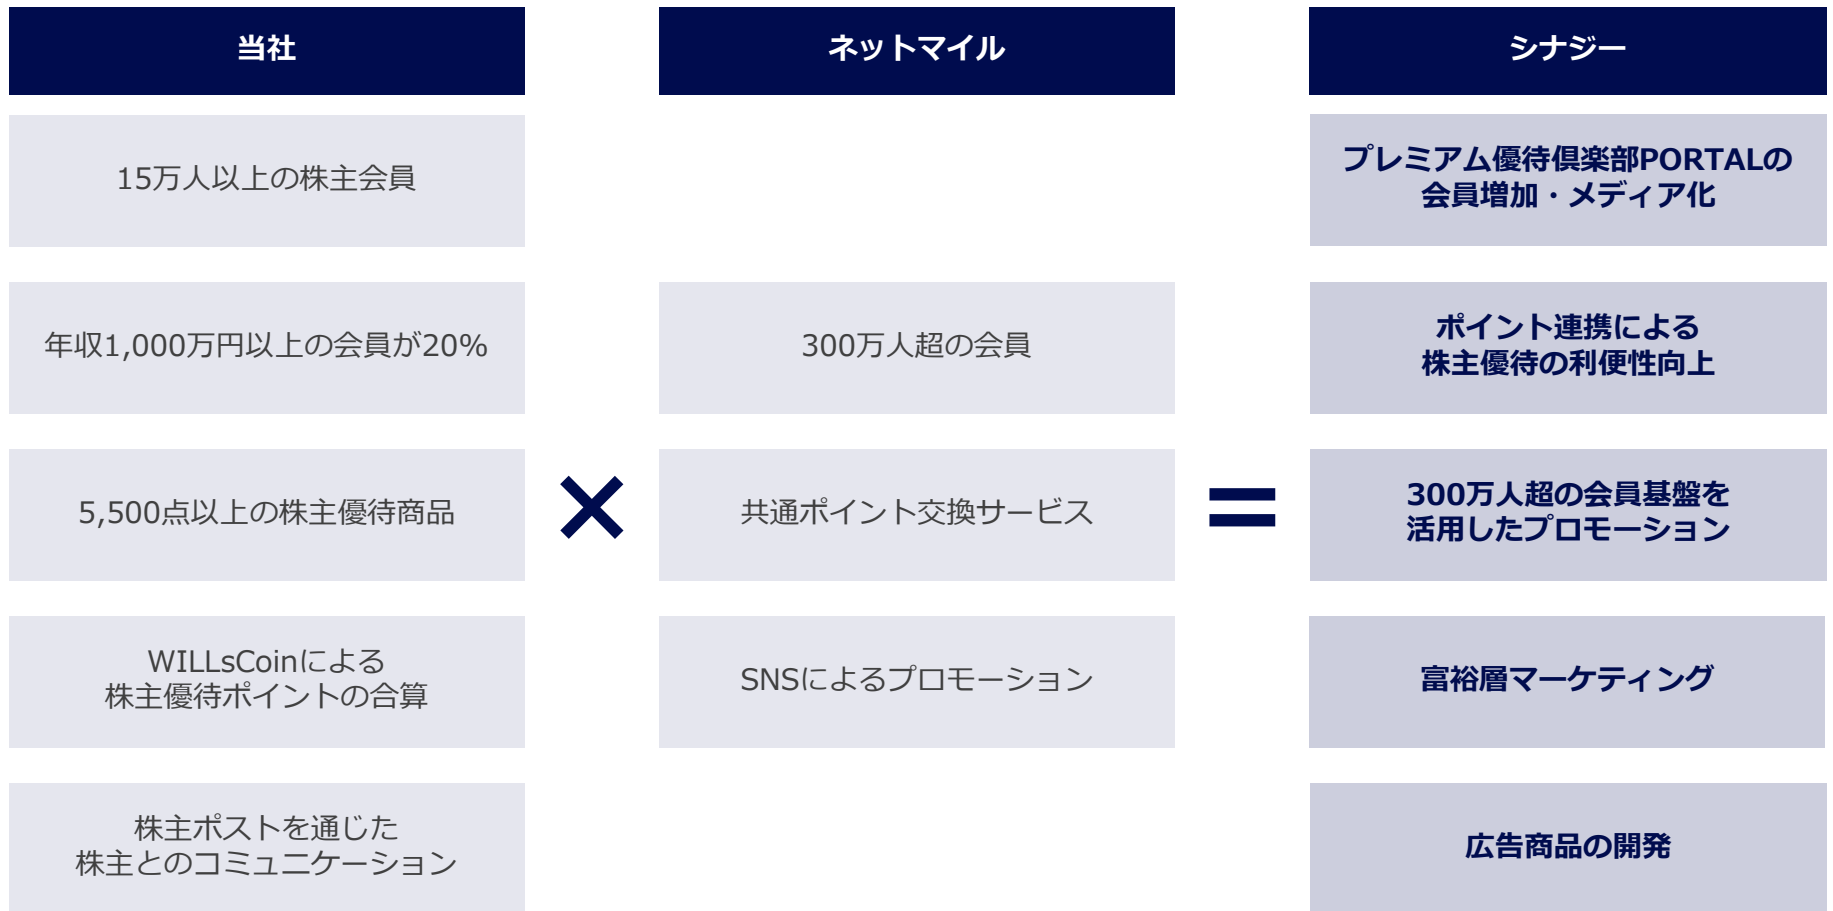 当社
15万人以上の株主会員
年収1,000万円以上の会員が20%
5,500点以上の株主優待商品
WILLsCoinによる
株主優待ポイントの合算
株主ポストを通じた
株主とのコミュニケーション
×
ネットマイル
300万人超の会員
共通ポイント交換サービス
SNSによるプロモーション
=
シナジー
プレミアム優待倶楽部PORTALの
会員増加・メディア化
ポイント連携による
株主優待の利便性向上
300万人超の会員基盤を
活用したプロモーション
富裕層マーケティング
広告商品の開発